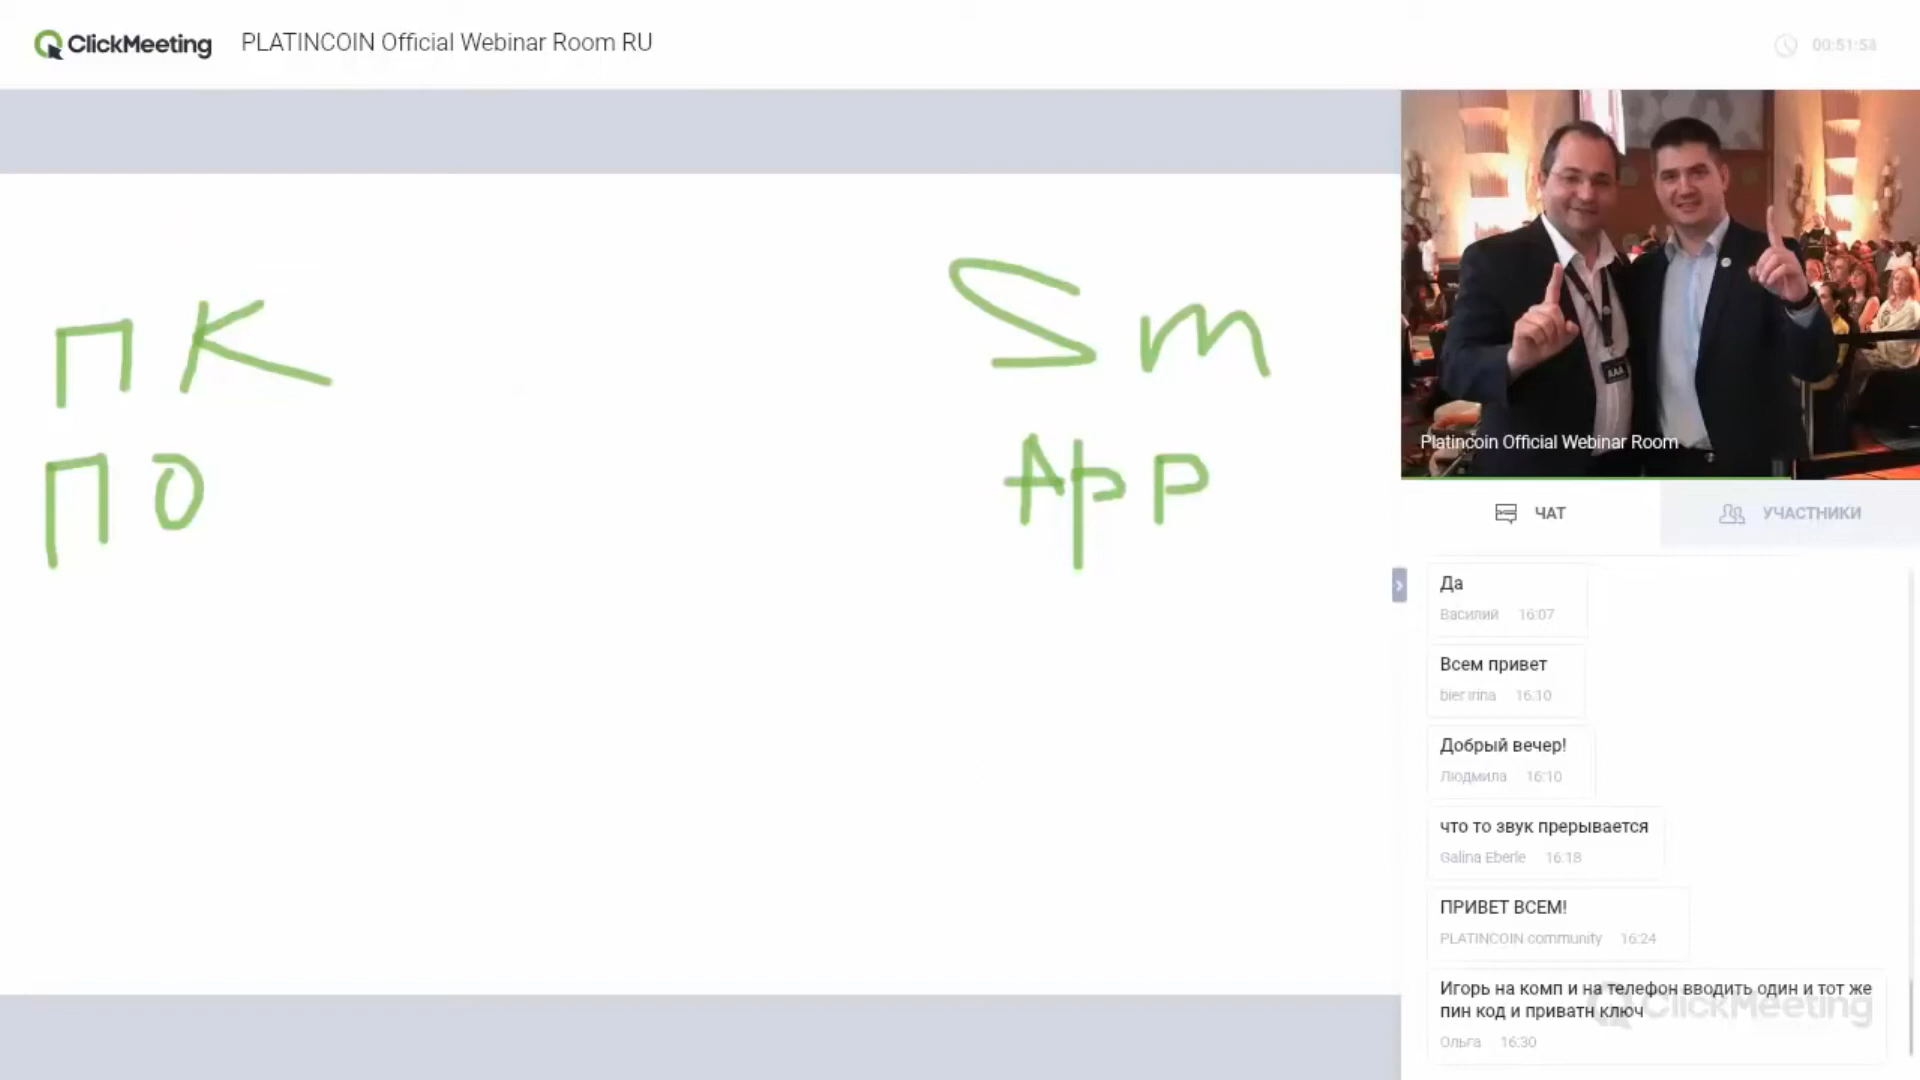 ClickMeeting PLATINCOIN Official Webinar Room RU
00:51:58
ПК
ПО
Sm
App
AAA
Platincoin Official Webinar Room
ЧАТ
УЧАСТНИКИ
Да
Василий 16:07
Всем привет
bier irina 16:10
Добрый вечер!
Людмила 16:10
что то звук прерывается
Galina Eberle 16:18
ПРИВЕТ ВСЕМ!
PLATINCOIN community 16:24
Игорь на комп и на телефон вводить один и тот же
пин код и приватн ключ
Ольга 16:30
ClickMeeting